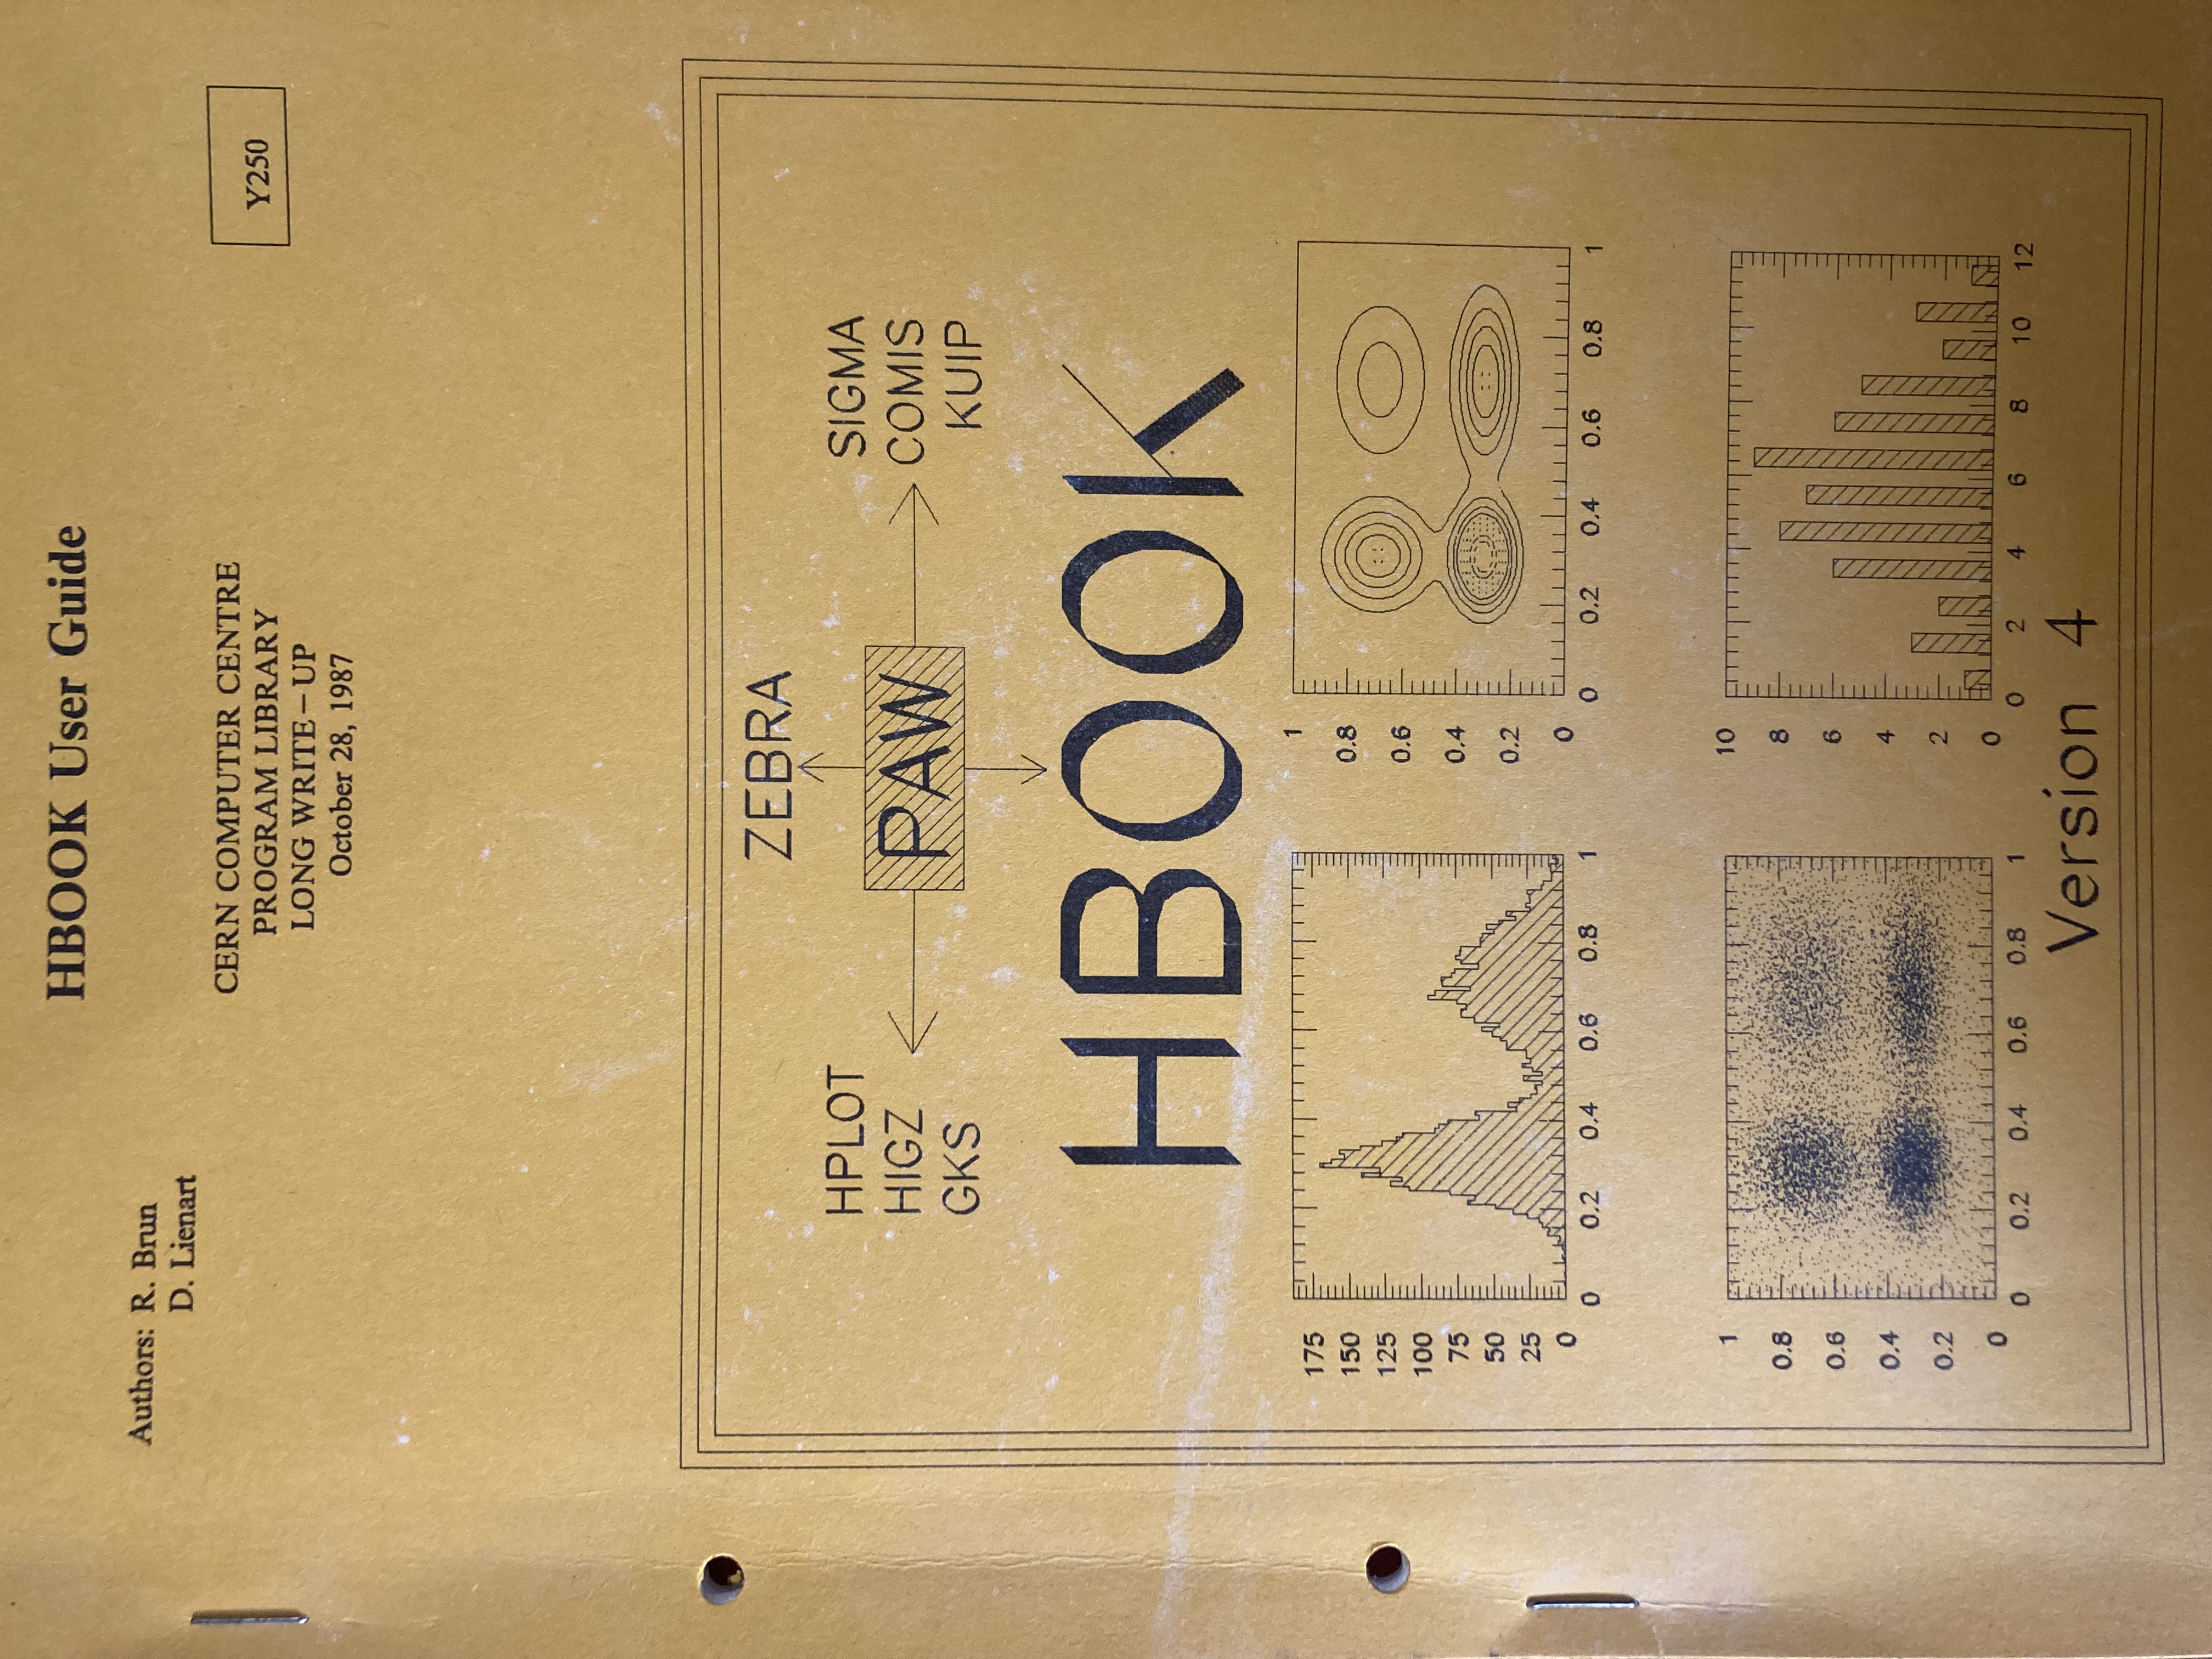 HBOOK User Guide
Authors: R. Brun
D. Lienart
CERN COMPUTER CENTRE
PROGRAM LIBRARY
LONG WRITE-UP
October 28, 1987
Y250
ZEBRA
HPLOT
HIGZ
GKS
PAW
SIGMA
COMIS
KUIP
HBOOK
175
150
125
100
75
50
25
0
0 0.2 0.4 0.6 0.8 1
1
0.8
0.6
0.4
0.2
0
0 0.2 0.4 0.6 0.8 1
1
0.8
0.6
0.4
0.2
0
0 0.2 0.4 0.6 0.8 1
10
8
6
4
2
0
0 2 4 6 8 10 12
Version 4